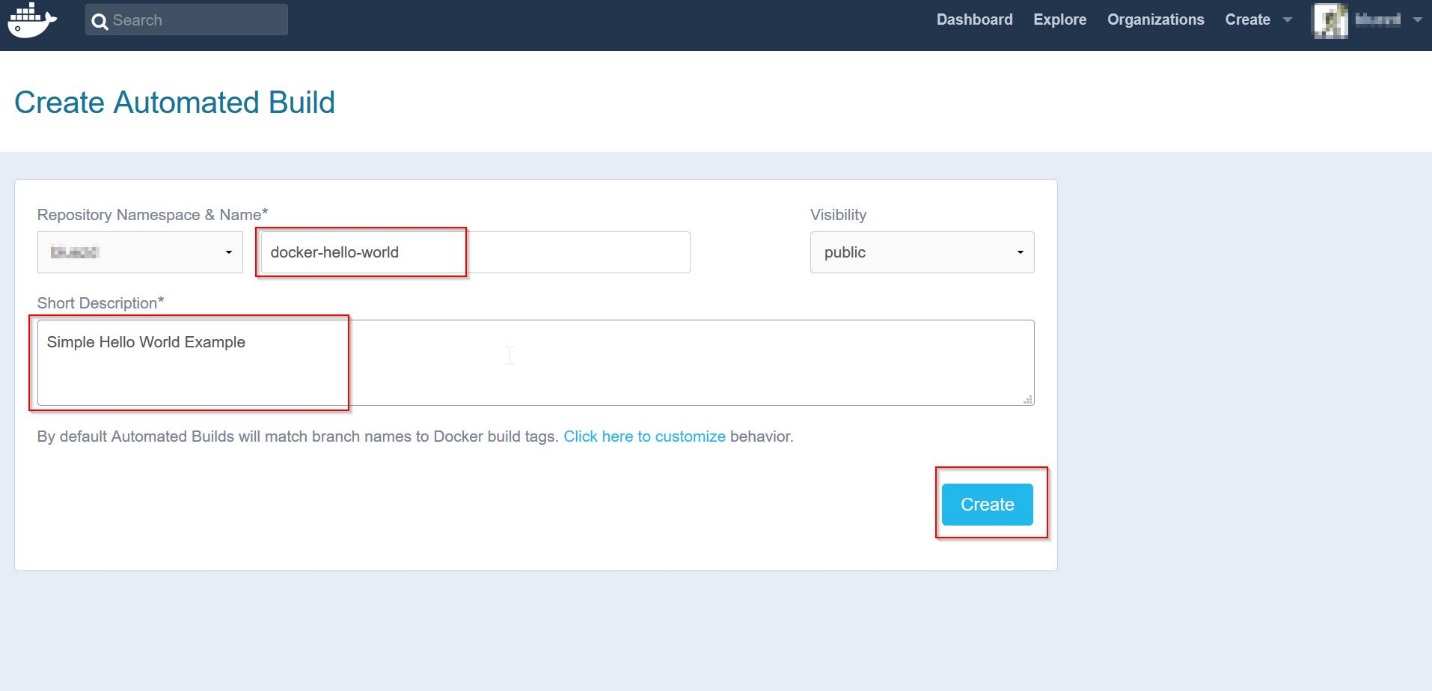 Search
Dashboard Explore Organizations Create
Create Automated Build
Repository Namespace & Name*
Visibility
docker-hello-world
public
Short Description*
Simple Hello World Example
By default Automated Builds will match branch names to Docker build tags. Click here to customize behavior.
Create